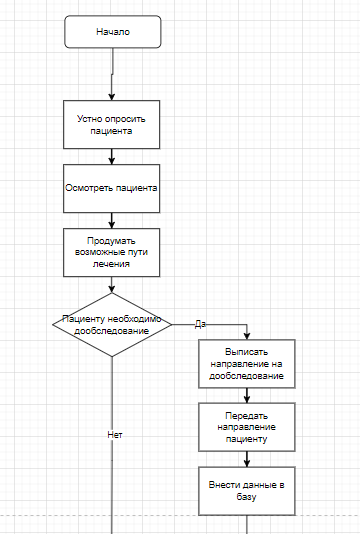 Начало
Устно опросить
пациента
Осмотреть пациента
Продумать
возможные пути
лечения
Пациенту необходимо
дообследование
Да
Выписать
направление на
дообследование
Передать
направление
пациенту
Нет
Внести данные в
базу